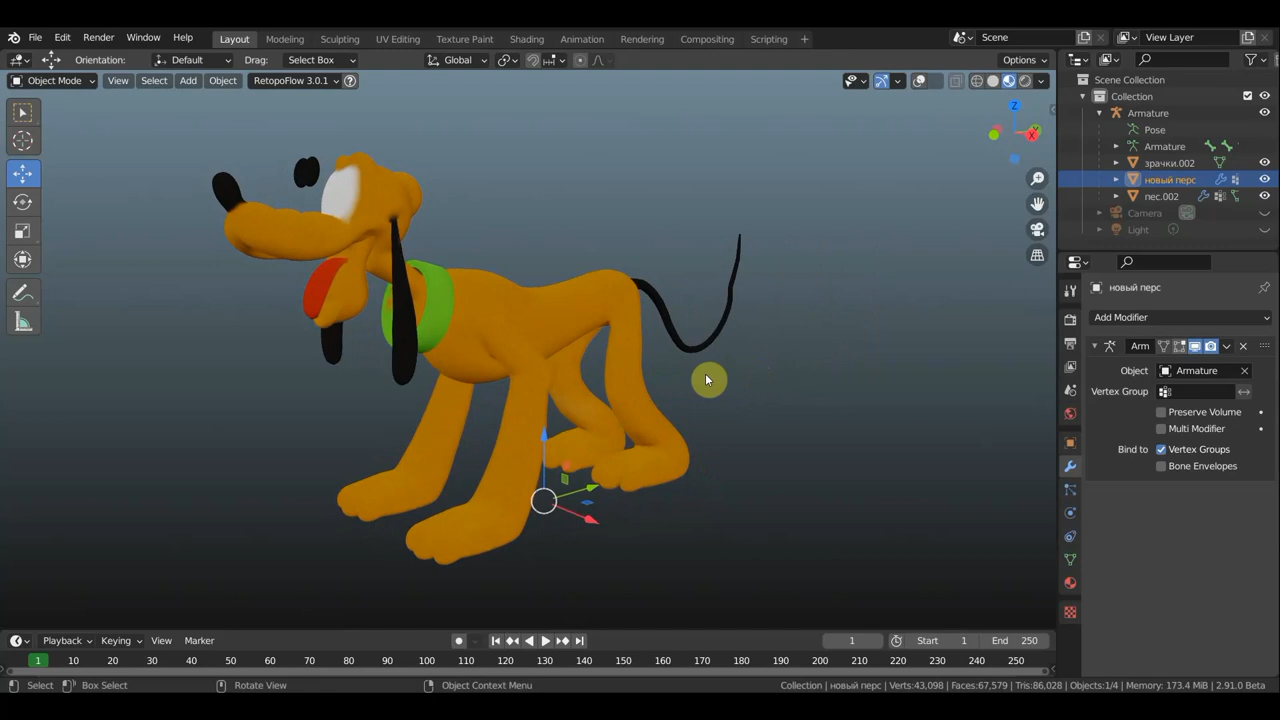 File Edit Render Window Help Layout Modeling Sculpting UV Editing Texture Paint Shading Animation Rendering Compositing Scripting + Scene View Layer
Orientation: Default Drag: Select Box Global Options
Object Mode View Select Add Object RetopoFlow 3.0.1
Scene Collection
Collection
Armature
Pose
Armature
зрачки.002
новый перс
пес.002
Camera
Light
новый перс
Add Modifier
Arm
Object Armature
Vertex Group
Preserve Volume
Multi Modifier
Bind to Vertex Groups
Bone Envelopes
Z
X
Playback Keying View Marker 1 Start 1 End 250
1 10 20 30 40 50 60 70 80 90 100 110 120 130 140 150 160 170 180 190 200 210 220 230 240 250
Select Box Select Rotate View Object Context Menu Collection | новый перс | Verts:43,098 | Faces:67,579 | Tris:86,028 | Objects:1/4 | Memory: 173.4 MiB | 2.91.0 Beta